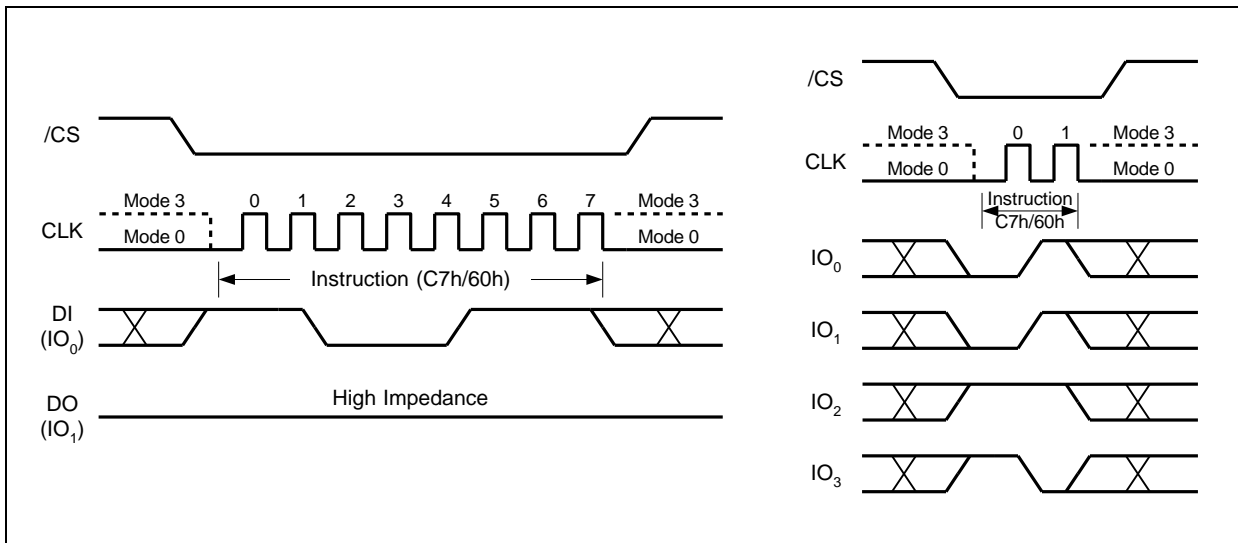 /CS
Mode 3
0 1 2 3 4 5 6 7
Mode 3
CLK
Mode 0
Mode 0
Instruction (C7h/60h)
DI
(IO0)
High Impedance
DO
(IO1)
/CS
Mode 3
0 1
Mode 3
CLK
Mode 0
Mode 0
Instruction
C7h/60h
IO0
IO1
IO2
IO3